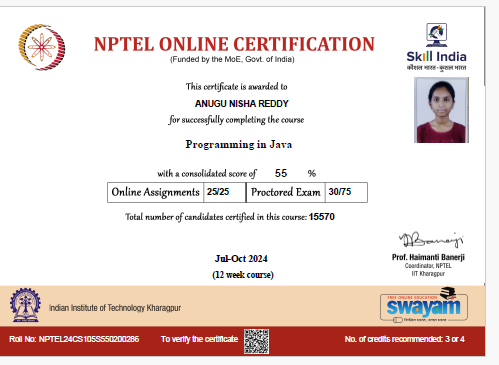 NPTEL ONLINE CERTIFICATION
(Funded by the MoE, Govt. of India)
Skill India
कौशल भारत - कुशल भारत
This certificate is awarded to
ANUGU NISHA REDDY
for successfully completing the course
Programming in Java
with a consolidated score of 55 %
Online Assignments 25/25 Proctored Exam 30/75
Total number of candidates certified in this course: 15570
Jul-Oct 2024
(12 week course)
Prof. Haimanti Banerji
Coordinator, NPTEL
IIT Kharagpur
Indian Institute of Technology Kharagpur
FREE ONLINE EDUCATION
swayam
शिक्षित भारत, उन्नत भारत
Roll No: NPTEL24CS105S550200286 To verify the certificate No. of credits recommended: 3 or 4